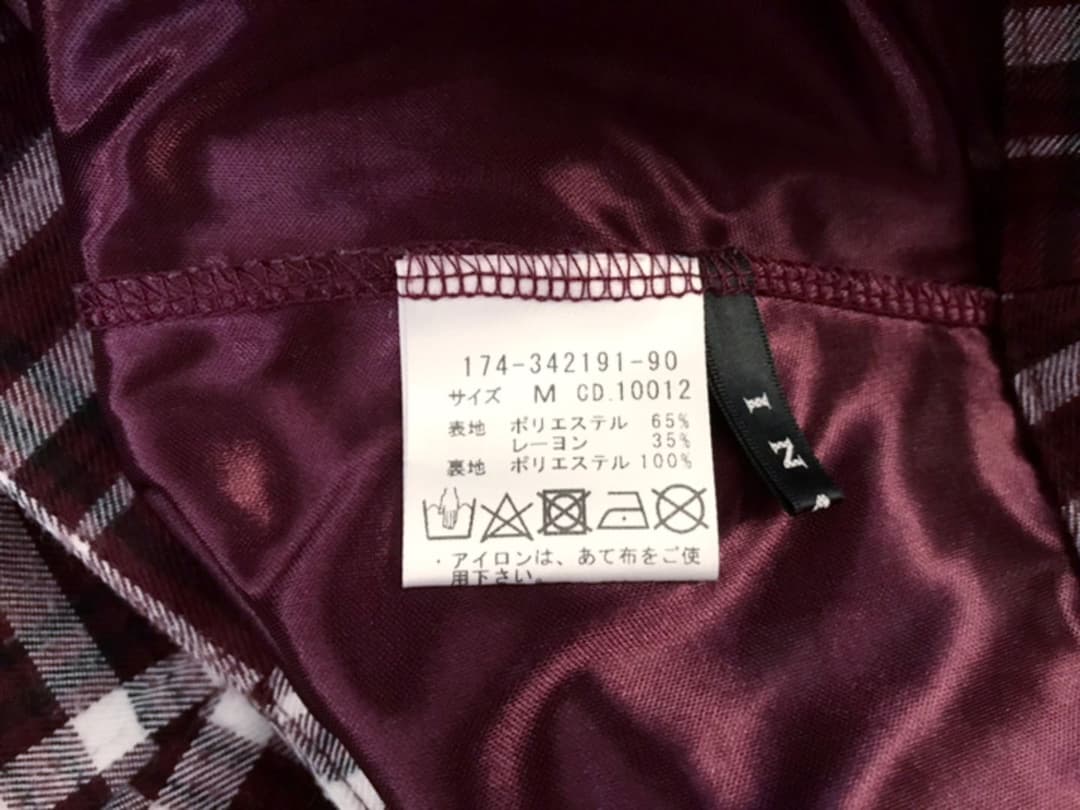 174-342191-90
サイズ M CD.10012
表地 ポリエステル 65%
レーヨン 35%
裏地 ポリエステル 100%
・アイロンは、あて布をご使
用下さい。
I N